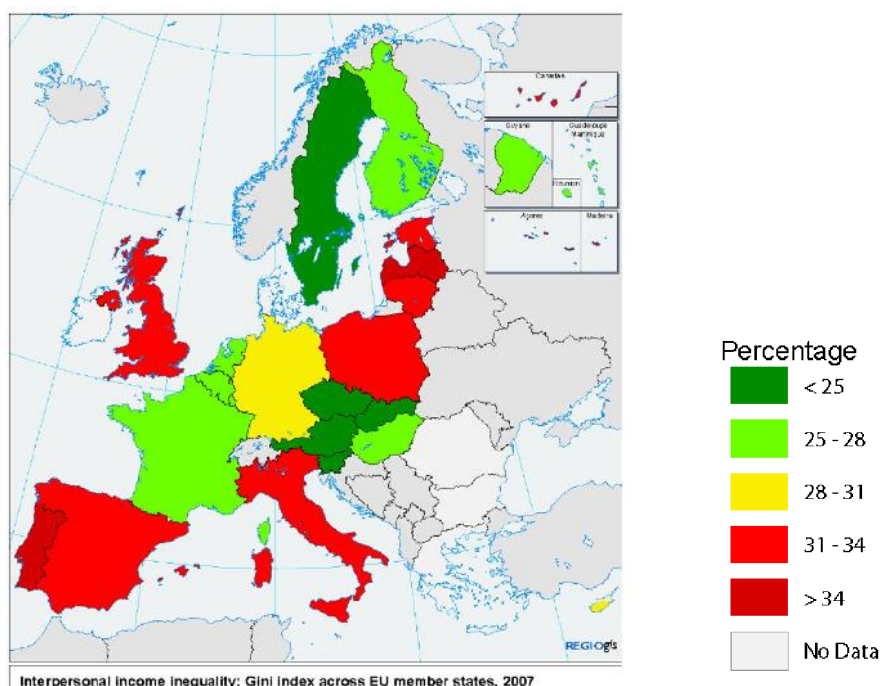 Canarias
Guyane
Guadeloupe
Martinique
Réunion
Açores
Madeira
REGIOgis
Percentage
< 25
25 - 28
28 - 31
31 - 34
> 34
No Data
Interpersonal income inequality: Gini index across EU member states, 2007